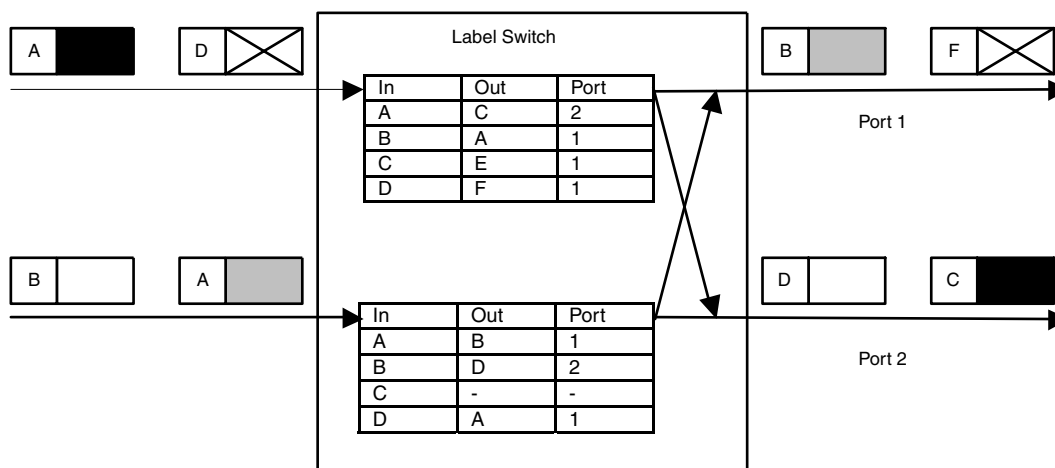 A D Label Switch B F
In Out Port
A C 2
B A 1
C E 1
D F 1
Port 1
B A D C
In Out Port
A B 1
B D 2
C - -
D A 1
Port 2